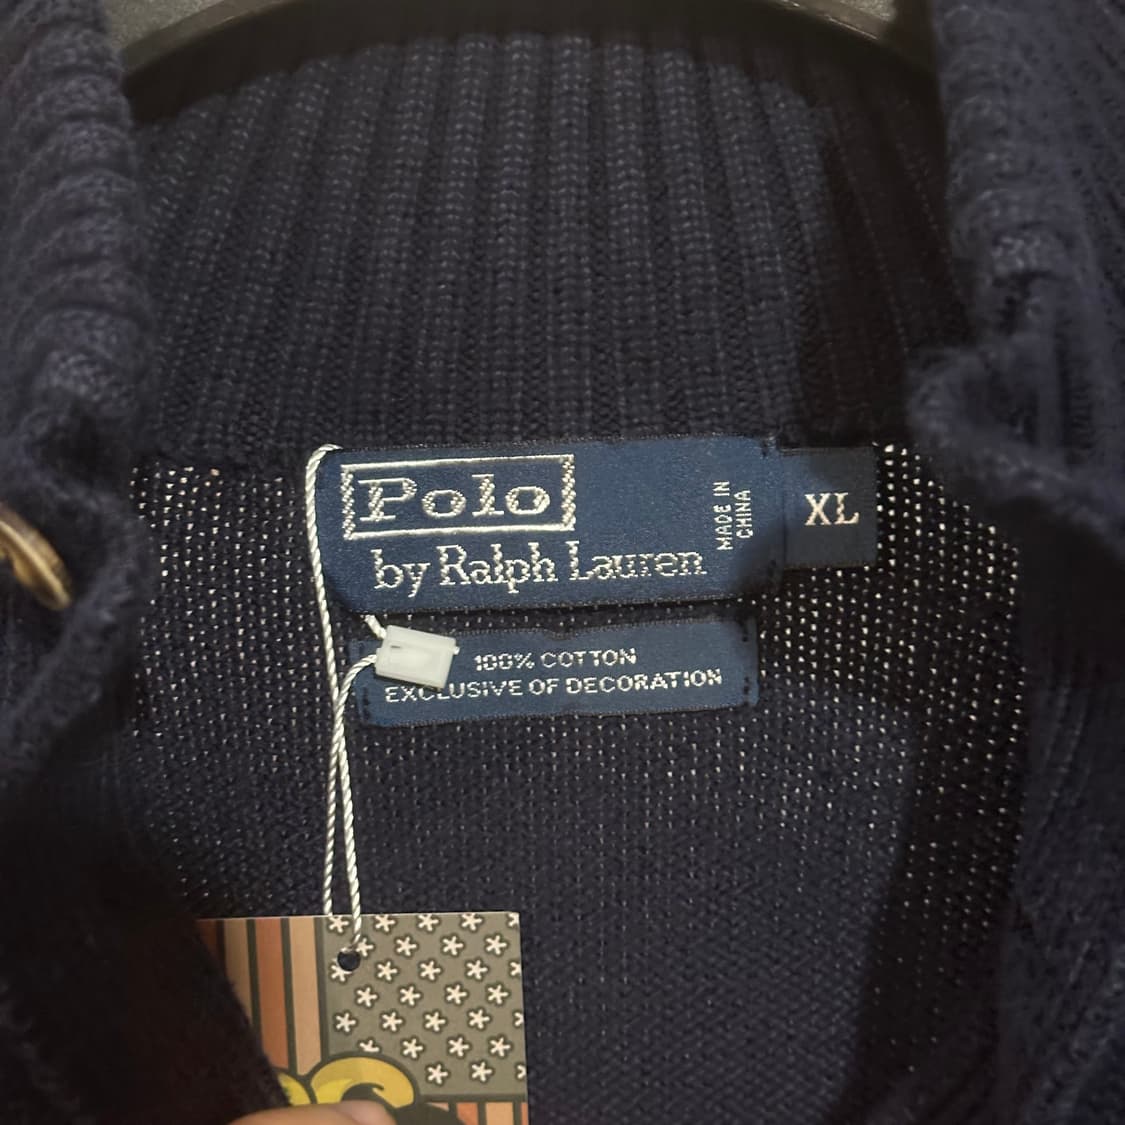 Polo
by Ralph Lauren
MADE IN
CHINA
XL
100% COTTON
EXCLUSIVE OF DECORATION